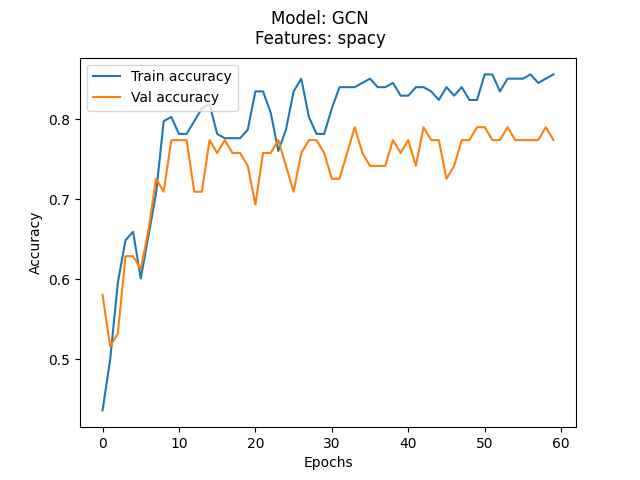 Model: GCN
Features: spacy
Train accuracy
Val accuracy
Accuracy
0.8
0.7
0.6
0.5
0 10 20 30 40 50 60
Epochs